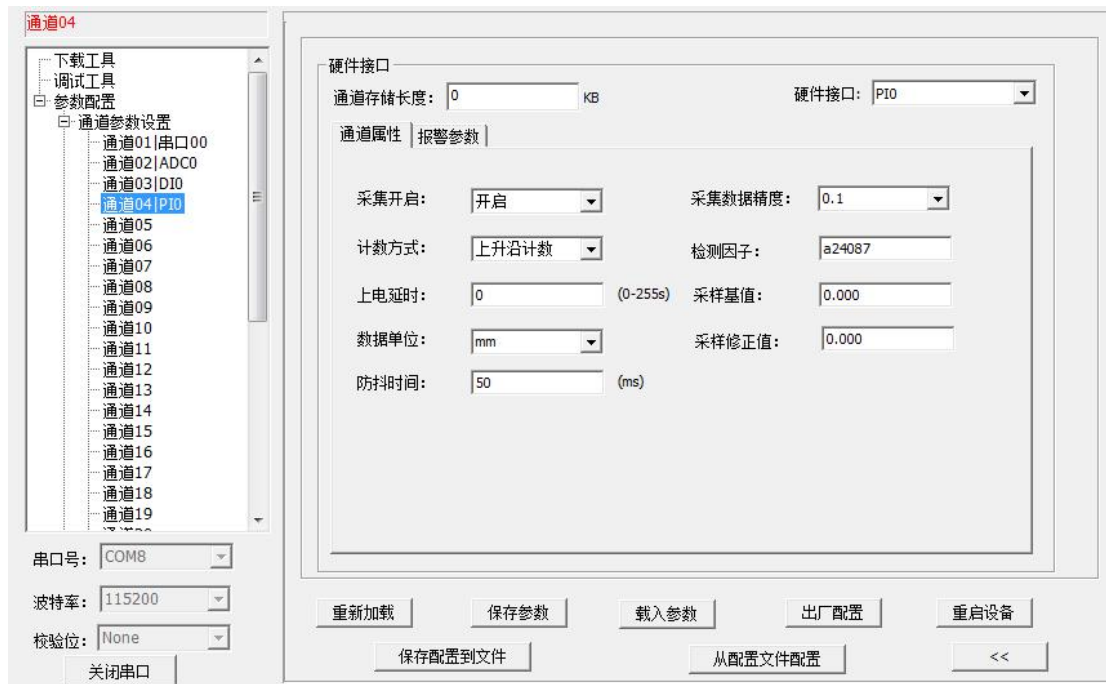 通道04
下载工具
调试工具
参数配置
通道参数设置
通道01|串口00
通道02|ADC0
通道03|DI0
通道04|PI0
通道05
通道06
通道07
通道08
通道09
通道10
通道11
通道12
通道13
通道14
通道15
通道16
通道17
通道18
通道19
串口号: COM8
波特率: 115200
校验位: None
关闭串口
硬件接口
通道存储长度: 0 KB 硬件接口: PI0
通道属性 报警参数
采集开启: 开启 采集数据精度: 0.1
计数方式: 上升沿计数 检测因子: a24087
上电延时: 0 (0-255s) 采样基值: 0.000
数据单位: mm 采样修正值: 0.000
防抖时间: 50 (ms)
重新加载 保存参数 载入参数 出厂配置 重启设备
保存配置到文件 从配置文件配置 <<